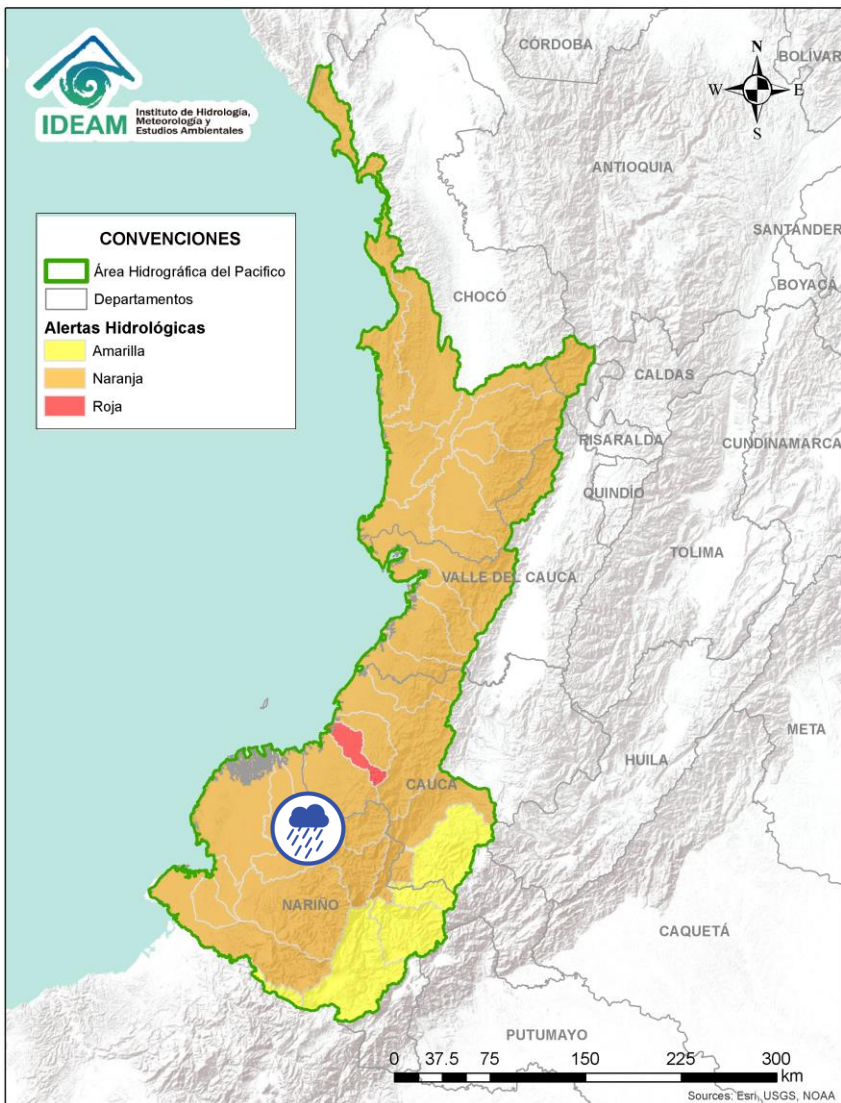 IDEAM
Instituto de Hidrología,
Meteorología y
Estudios Ambientales
CÓRDOBA
BOLÍVAR
N
W
E
S
ANTIOQUIA
SANTANDER
BOYACÁ
CONVENCIONES
Área Hidrográfica del Pacifico
Departamentos
Alertas Hidrológicas
Amarilla
Naranja
Roja
CHOCÓ
CALDAS
RISARALDA
CUNDINAMARCA
QUINDÍO
TOLIMA
VALLE DEL CAUCA
META
HUILA
CAUCA
NARIÑO
CAQUETÁ
PUTUMAYO
0 37.5 75 150 225 300
km
Sources: Esri, USGS, NOAA